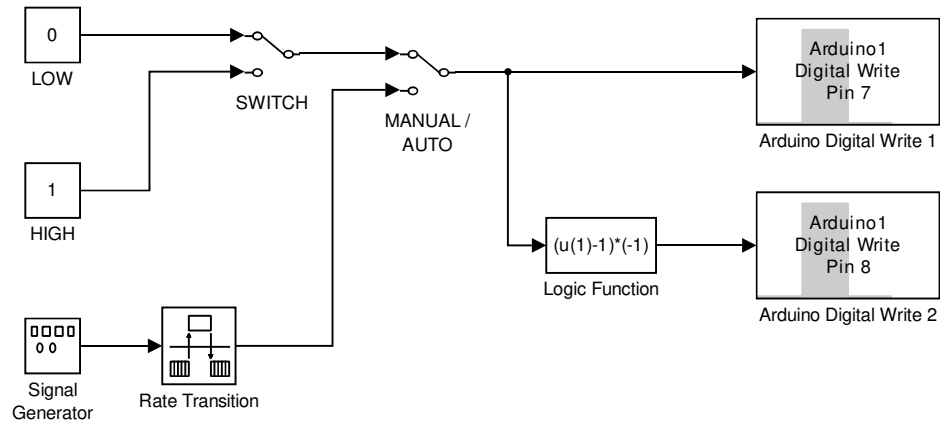 0
LOW
SWITCH
MANUAL /
AUTO
Arduino1
Digital Write
Pin 7
Arduino Digital Write 1
1
HIGH
(u(1)-1)*(-1)
Logic Function
Arduino1
Digital Write
Pin 8
Arduino Digital Write 2
Signal
Generator
Rate Transition